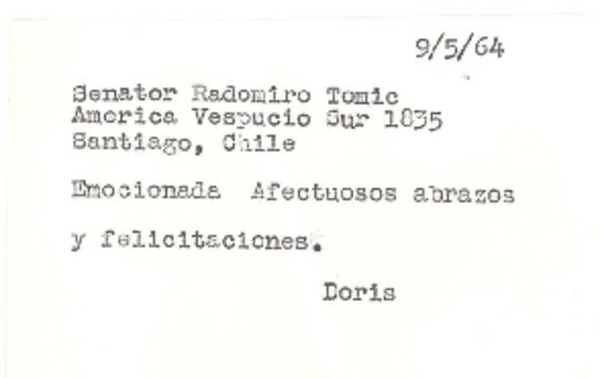 9/5/64
Senator Radomiro Tomic
America Vespucio Sur 1835
Santiago, Chile
Emocionada Afectuosos abrazos
y felicitaciones.
Doris